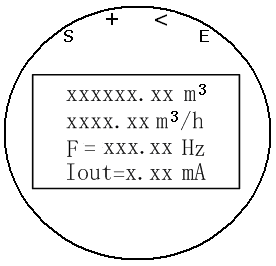 S + < E
xxxxxx.xx m³
xxxx.xx m³/h
F = xxx.xx Hz
Iout=x.xx mA